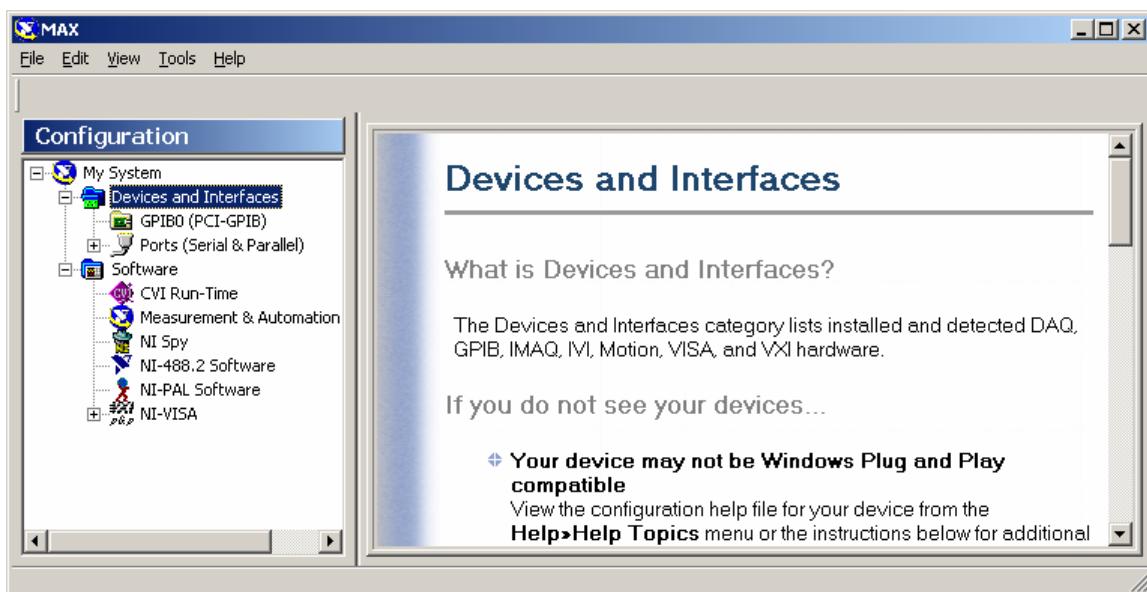 MAX
File Edit View Tools Help
Configuration
My System
Devices and Interfaces
GPIB0 (PCI-GPIB)
Ports (Serial & Parallel)
Software
CVI Run-Time
Measurement & Automation
NI Spy
NI-488.2 Software
NI-PAL Software
NI-VISA
Devices and Interfaces
What is Devices and Interfaces?
The Devices and Interfaces category lists installed and detected DAQ,
GPIB, IMAQ, IVI, Motion, VISA, and VXI hardware.
If you do not see your devices...
Your device may not be Windows Plug and Play
compatible
View the configuration help file for your device from the
Help»Help Topics menu or the instructions below for additional